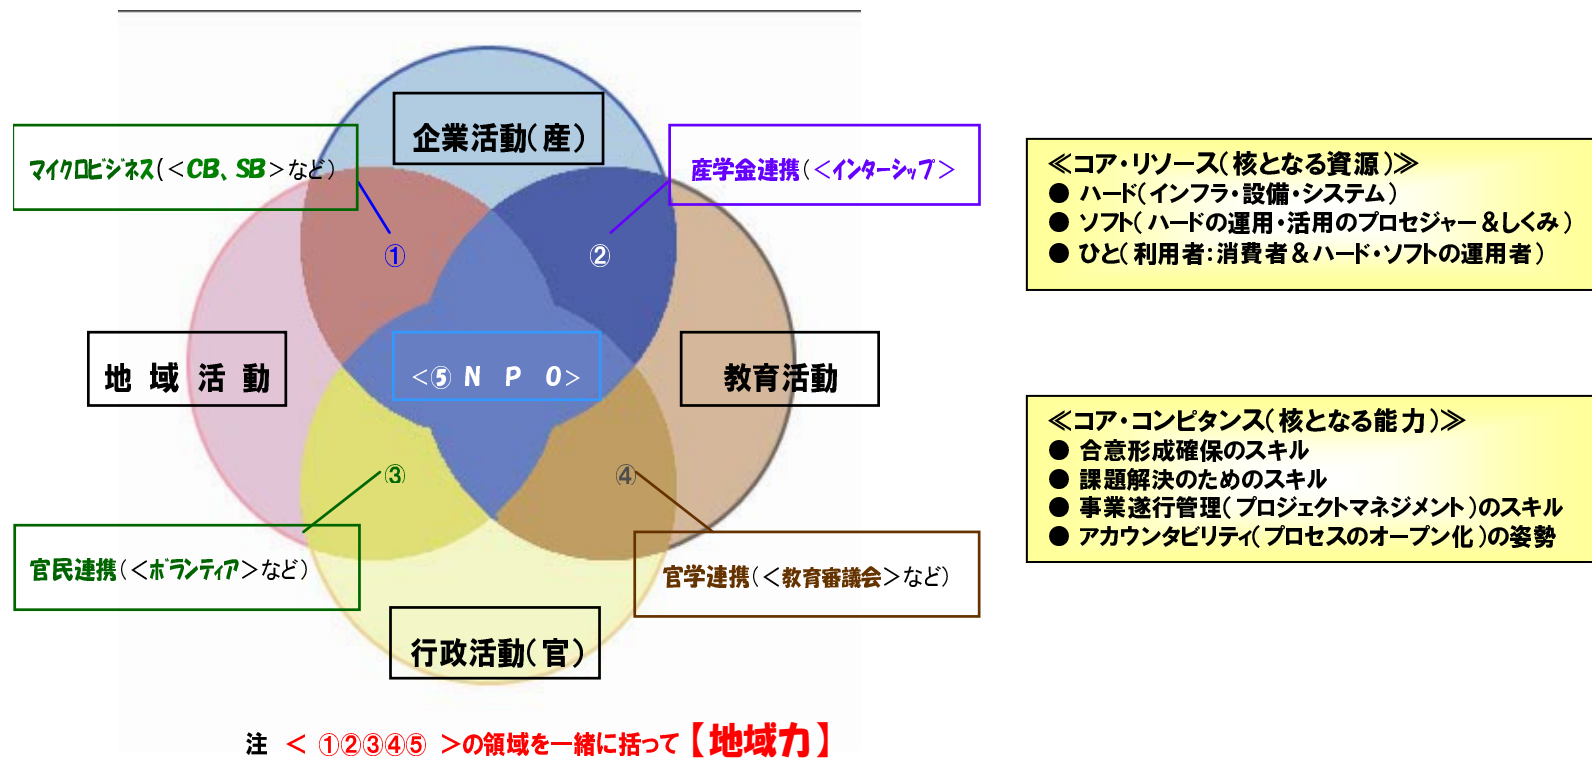 企業活動(産)
マイクロビジネス(<CB、SB>など)
産学金連携(<インターシップ>
①
②
地 域 活 動
<⑤ N P O>
教育活動
③
④
官民連携(<ボランティア>など)
官学連携(<教育審議会>など)
行政活動(官)
注 < ①②③④⑤ >の領域を一緒に括って【地域力】
≪コア・リソース(核となる資源)≫
● ハード(インフラ・設備・システム)
● ソフト(ハードの運用・活用のプロセジャー&しくみ)
● ひと(利用者:消費者&ハード・ソフトの運用者)
≪コア・コンピタンス(核となる能力)≫
● 合意形成確保のスキル
● 課題解決のためのスキル
● 事業遂行管理(プロジェクトマネジメント)のスキル
● アカウンタビリティ(プロセスのオープン化)の姿勢